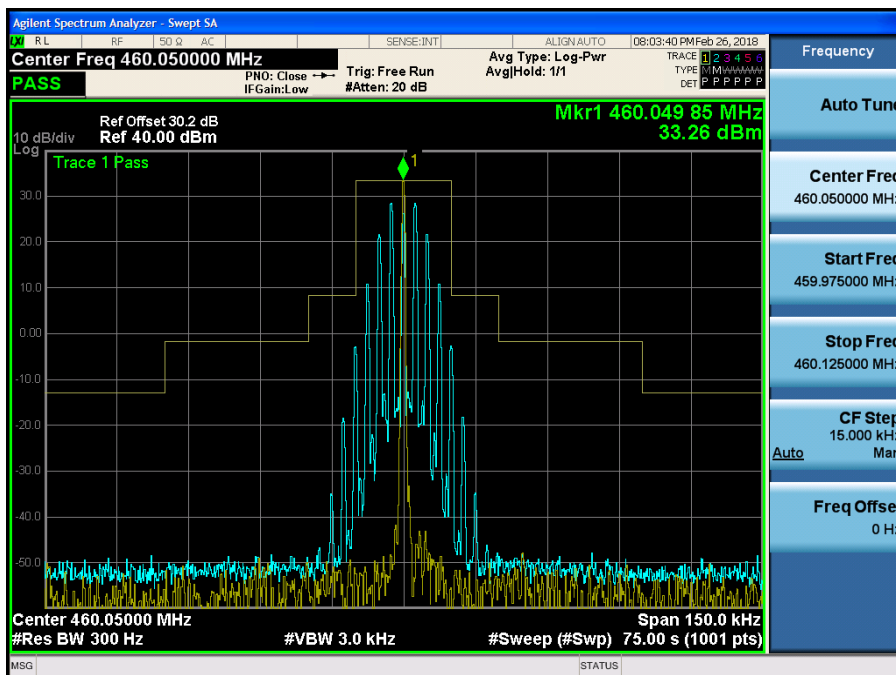 Agilent Spectrum Analyzer - Swept SA
LXI RL RF 50 Ω AC SENSE:INT ALIGN AUTO 08:03:40 PM Feb 26, 2018
Center Freq 460.050000 MHz
PASS
PNO: Close
IFGain:Low
Trig: Free Run
#Atten: 20 dB
Avg Type: Log-Pwr
Avg|Hold: 1/1
TRACE 1 2 3 4 5 6
TYPE M M W W W W
DET P P P P P P
Mkr1 460.049 85 MHz
33.26 dBm
Ref Offset 30.2 dB
Ref 40.00 dBm
10 dB/div
Log
Trace 1 Pass
1
30.0
20.0
10.0
0.00
-10.0
-20.0
-30.0
-40.0
-50.0
Center 460.05000 MHz Span 150.0 kHz
#Res BW 300 Hz #VBW 3.0 kHz #Sweep (#Swp) 75.00 s (1001 pts)
MSG STATUS
Frequency
Auto Tune
Center Freq
460.050000 MHz
Start Freq
459.975000 MHz
Stop Freq
460.125000 MHz
CF Step
15.000 kHz
Auto Man
Freq Offset
0 Hz